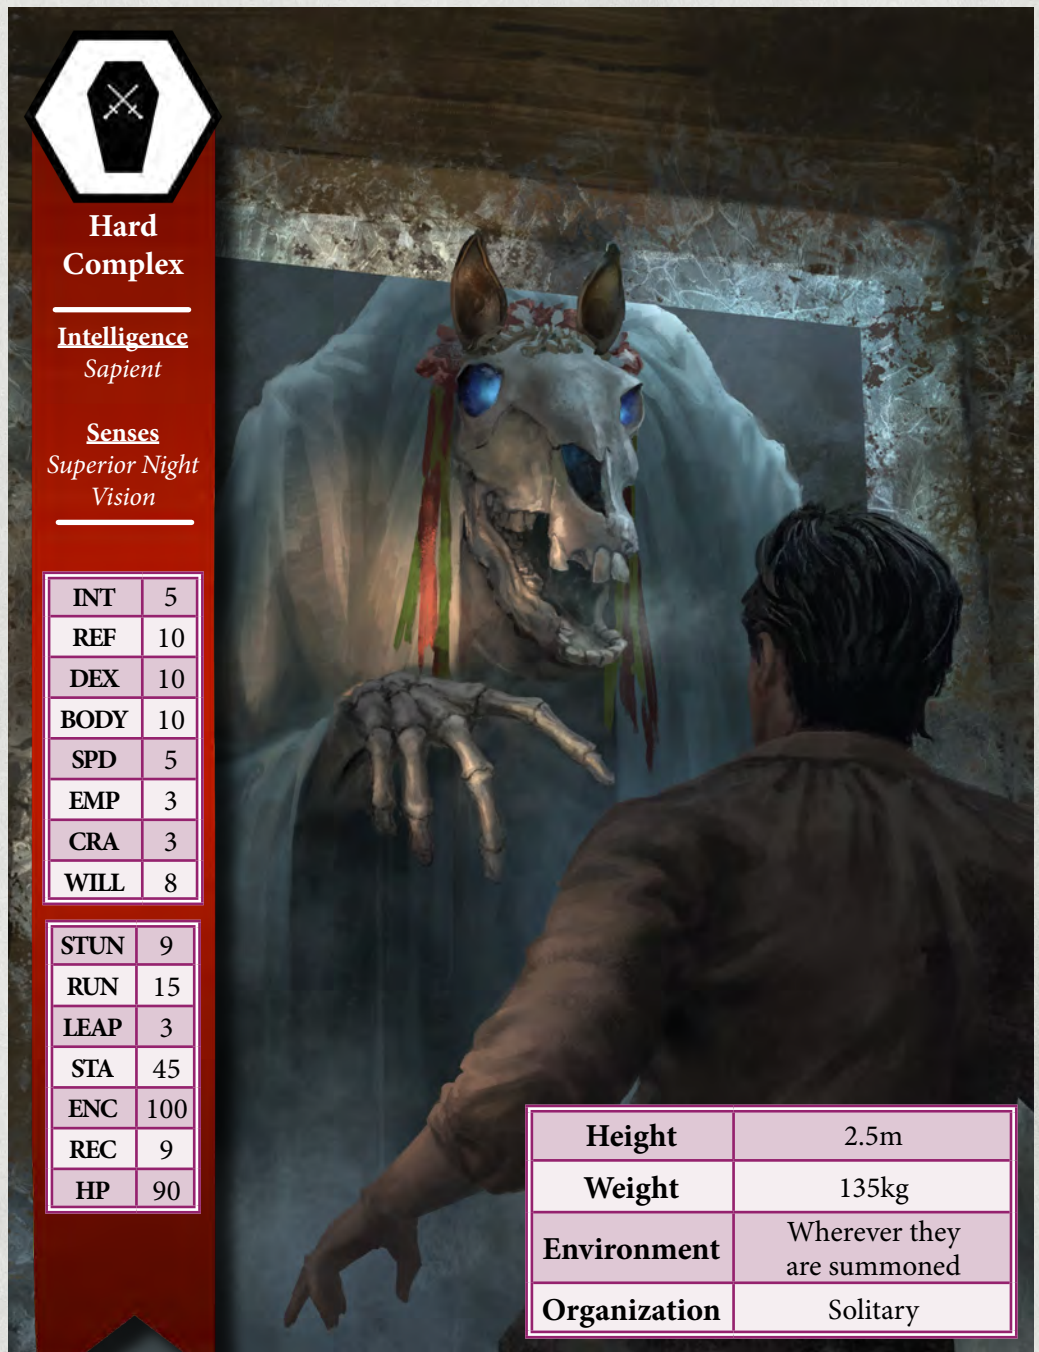 Hard
Complex
Intelligence
Sapient
Senses
Superior Night
Vision
INT 5
REF 10
DEX 10
BODY 10
SPD 5
EMP 3
CRA 3
WILL 8
STUN 9
RUN 15
LEAP 3
STA 45
ENC 100
REC 9
HP 90
Height 2.5m
Weight 135kg
Environment Wherever they
are summoned
Organization Solitary